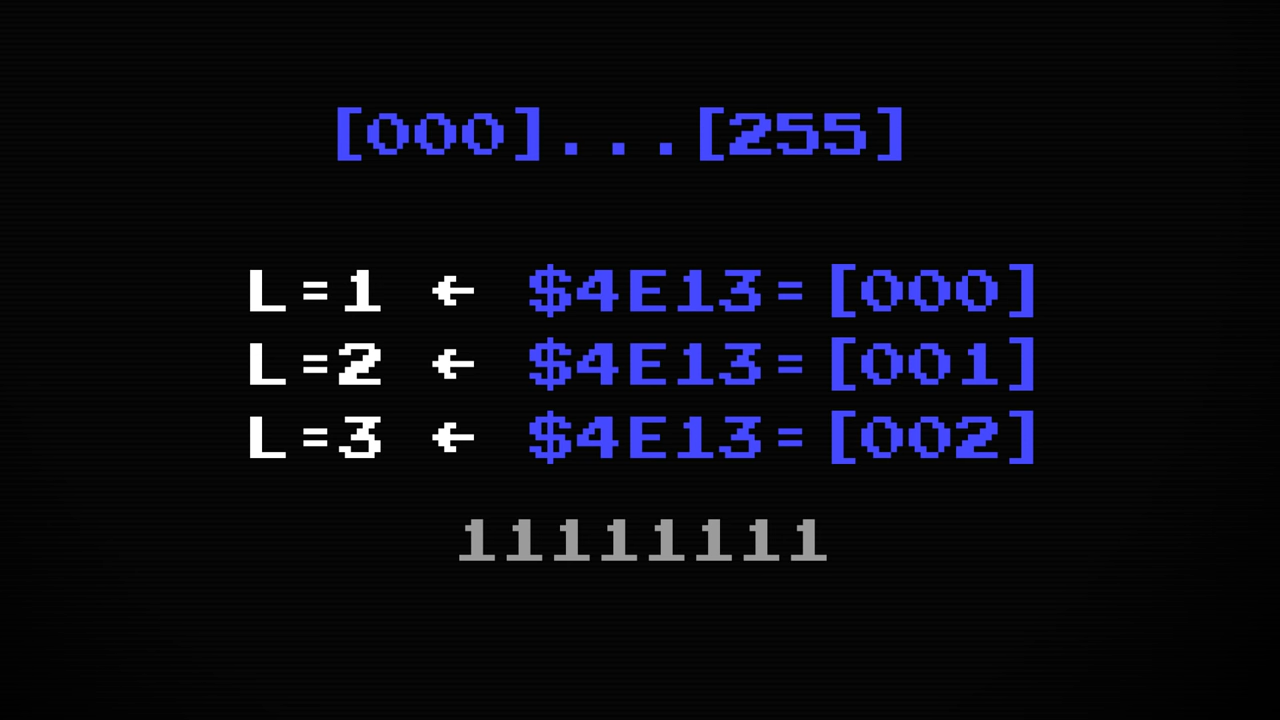 [000]...[255]
L=1 ← $4E13=[000]
L=2 ← $4E13=[001]
L=3 ← $4E13=[002]
11111111